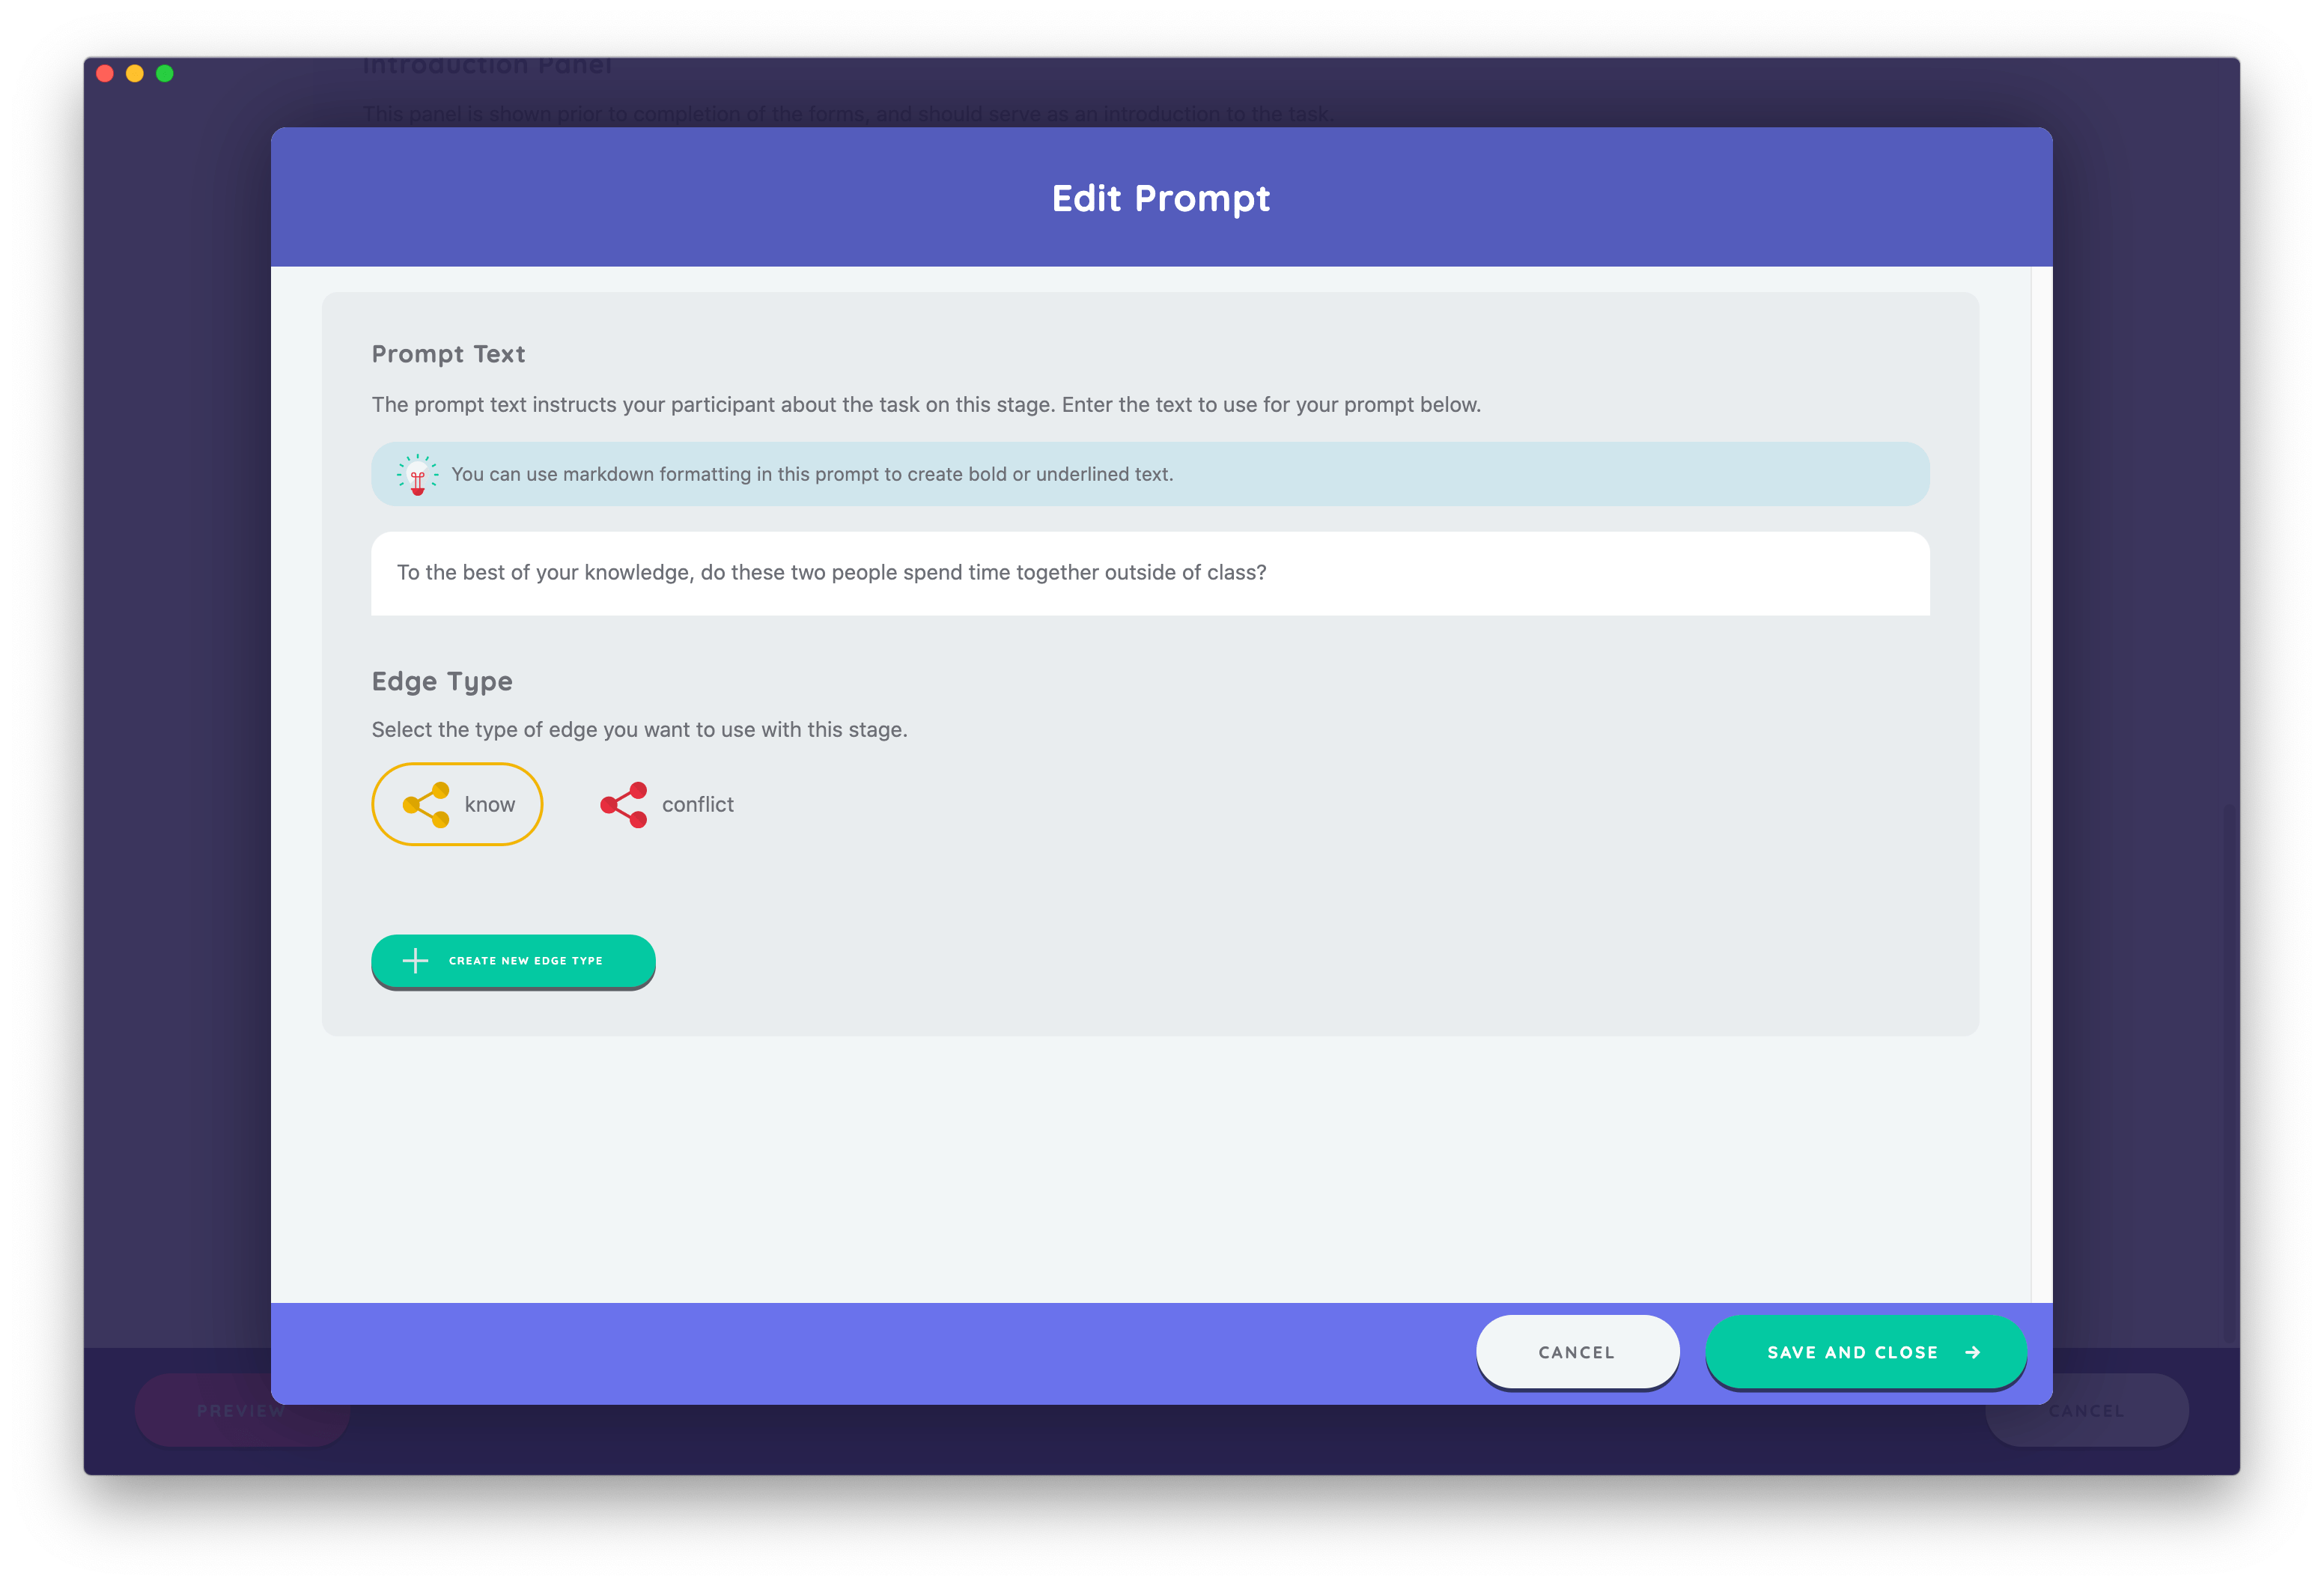 Introduction Panel
This panel is shown prior to completion of the forms, and should serve as an introduction to the task.
Edit Prompt
Prompt Text
The prompt text instructs your participant about the task on this stage. Enter the text to use for your prompt below.
You can use markdown formatting in this prompt to create bold or underlined text.
To the best of your knowledge, do these two people spend time together outside of class?
Edge Type
Select the type of edge you want to use with this stage.
know conflict
CREATE NEW EDGE TYPE
CANCEL SAVE AND CLOSE
PREVIEW CANCEL